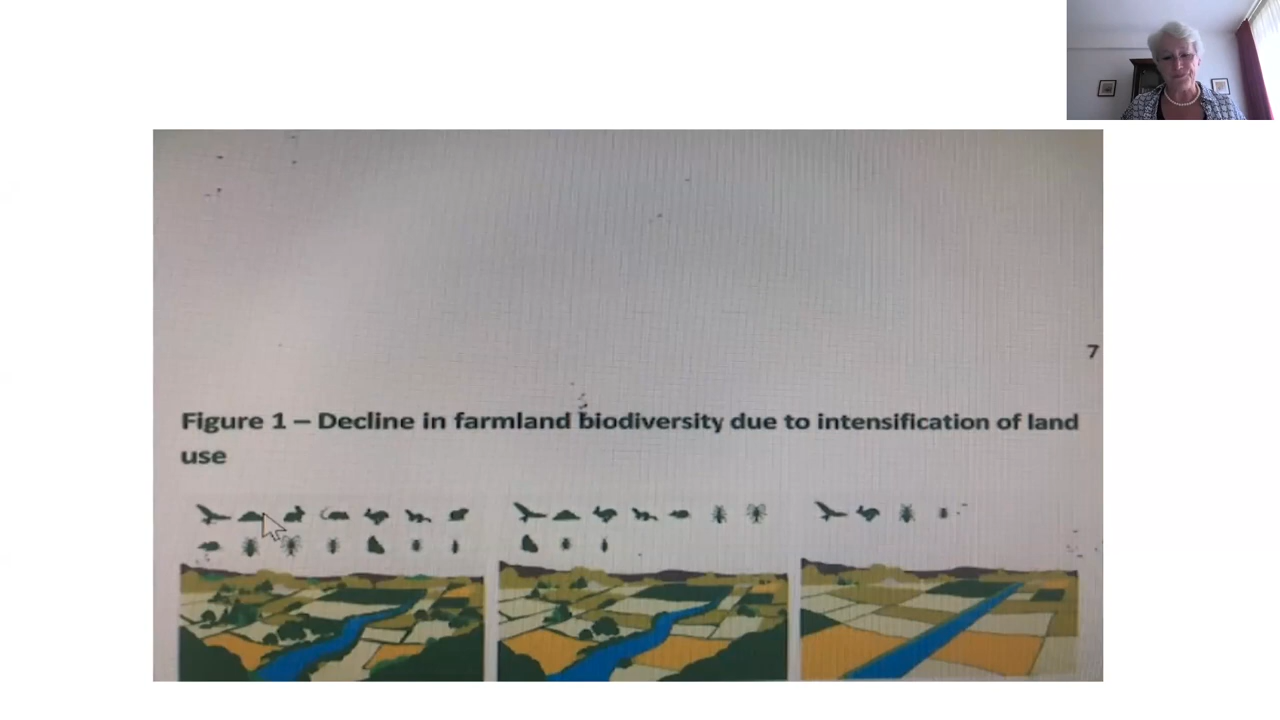 7
Figure 1 – Decline in farmland biodiversity due to intensification of land
use